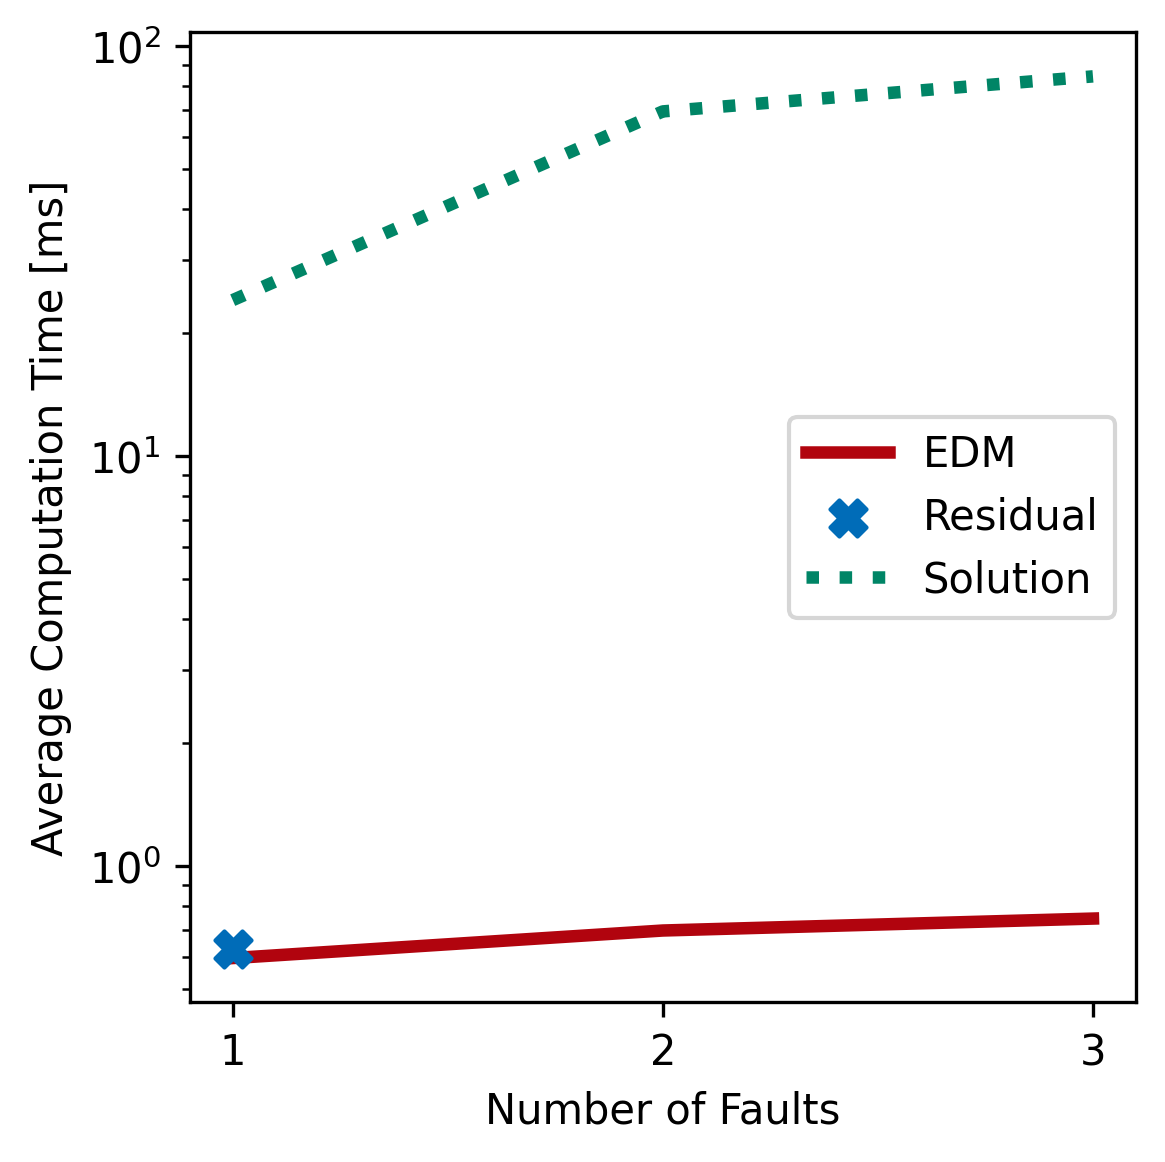 Average Computation Time [ms]
10²
10¹
10⁰
EDM
Residual
Solution
1 2 3
Number of Faults